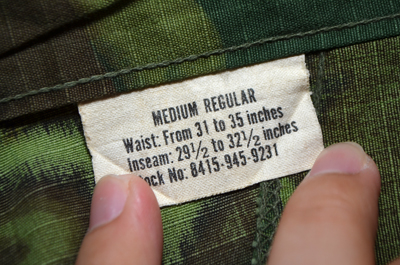 MEDIUM REGULAR
Waist: From 31 to 35 inches
Inseam: 29½ to 32½ inches
ock No: 8415-945-9231